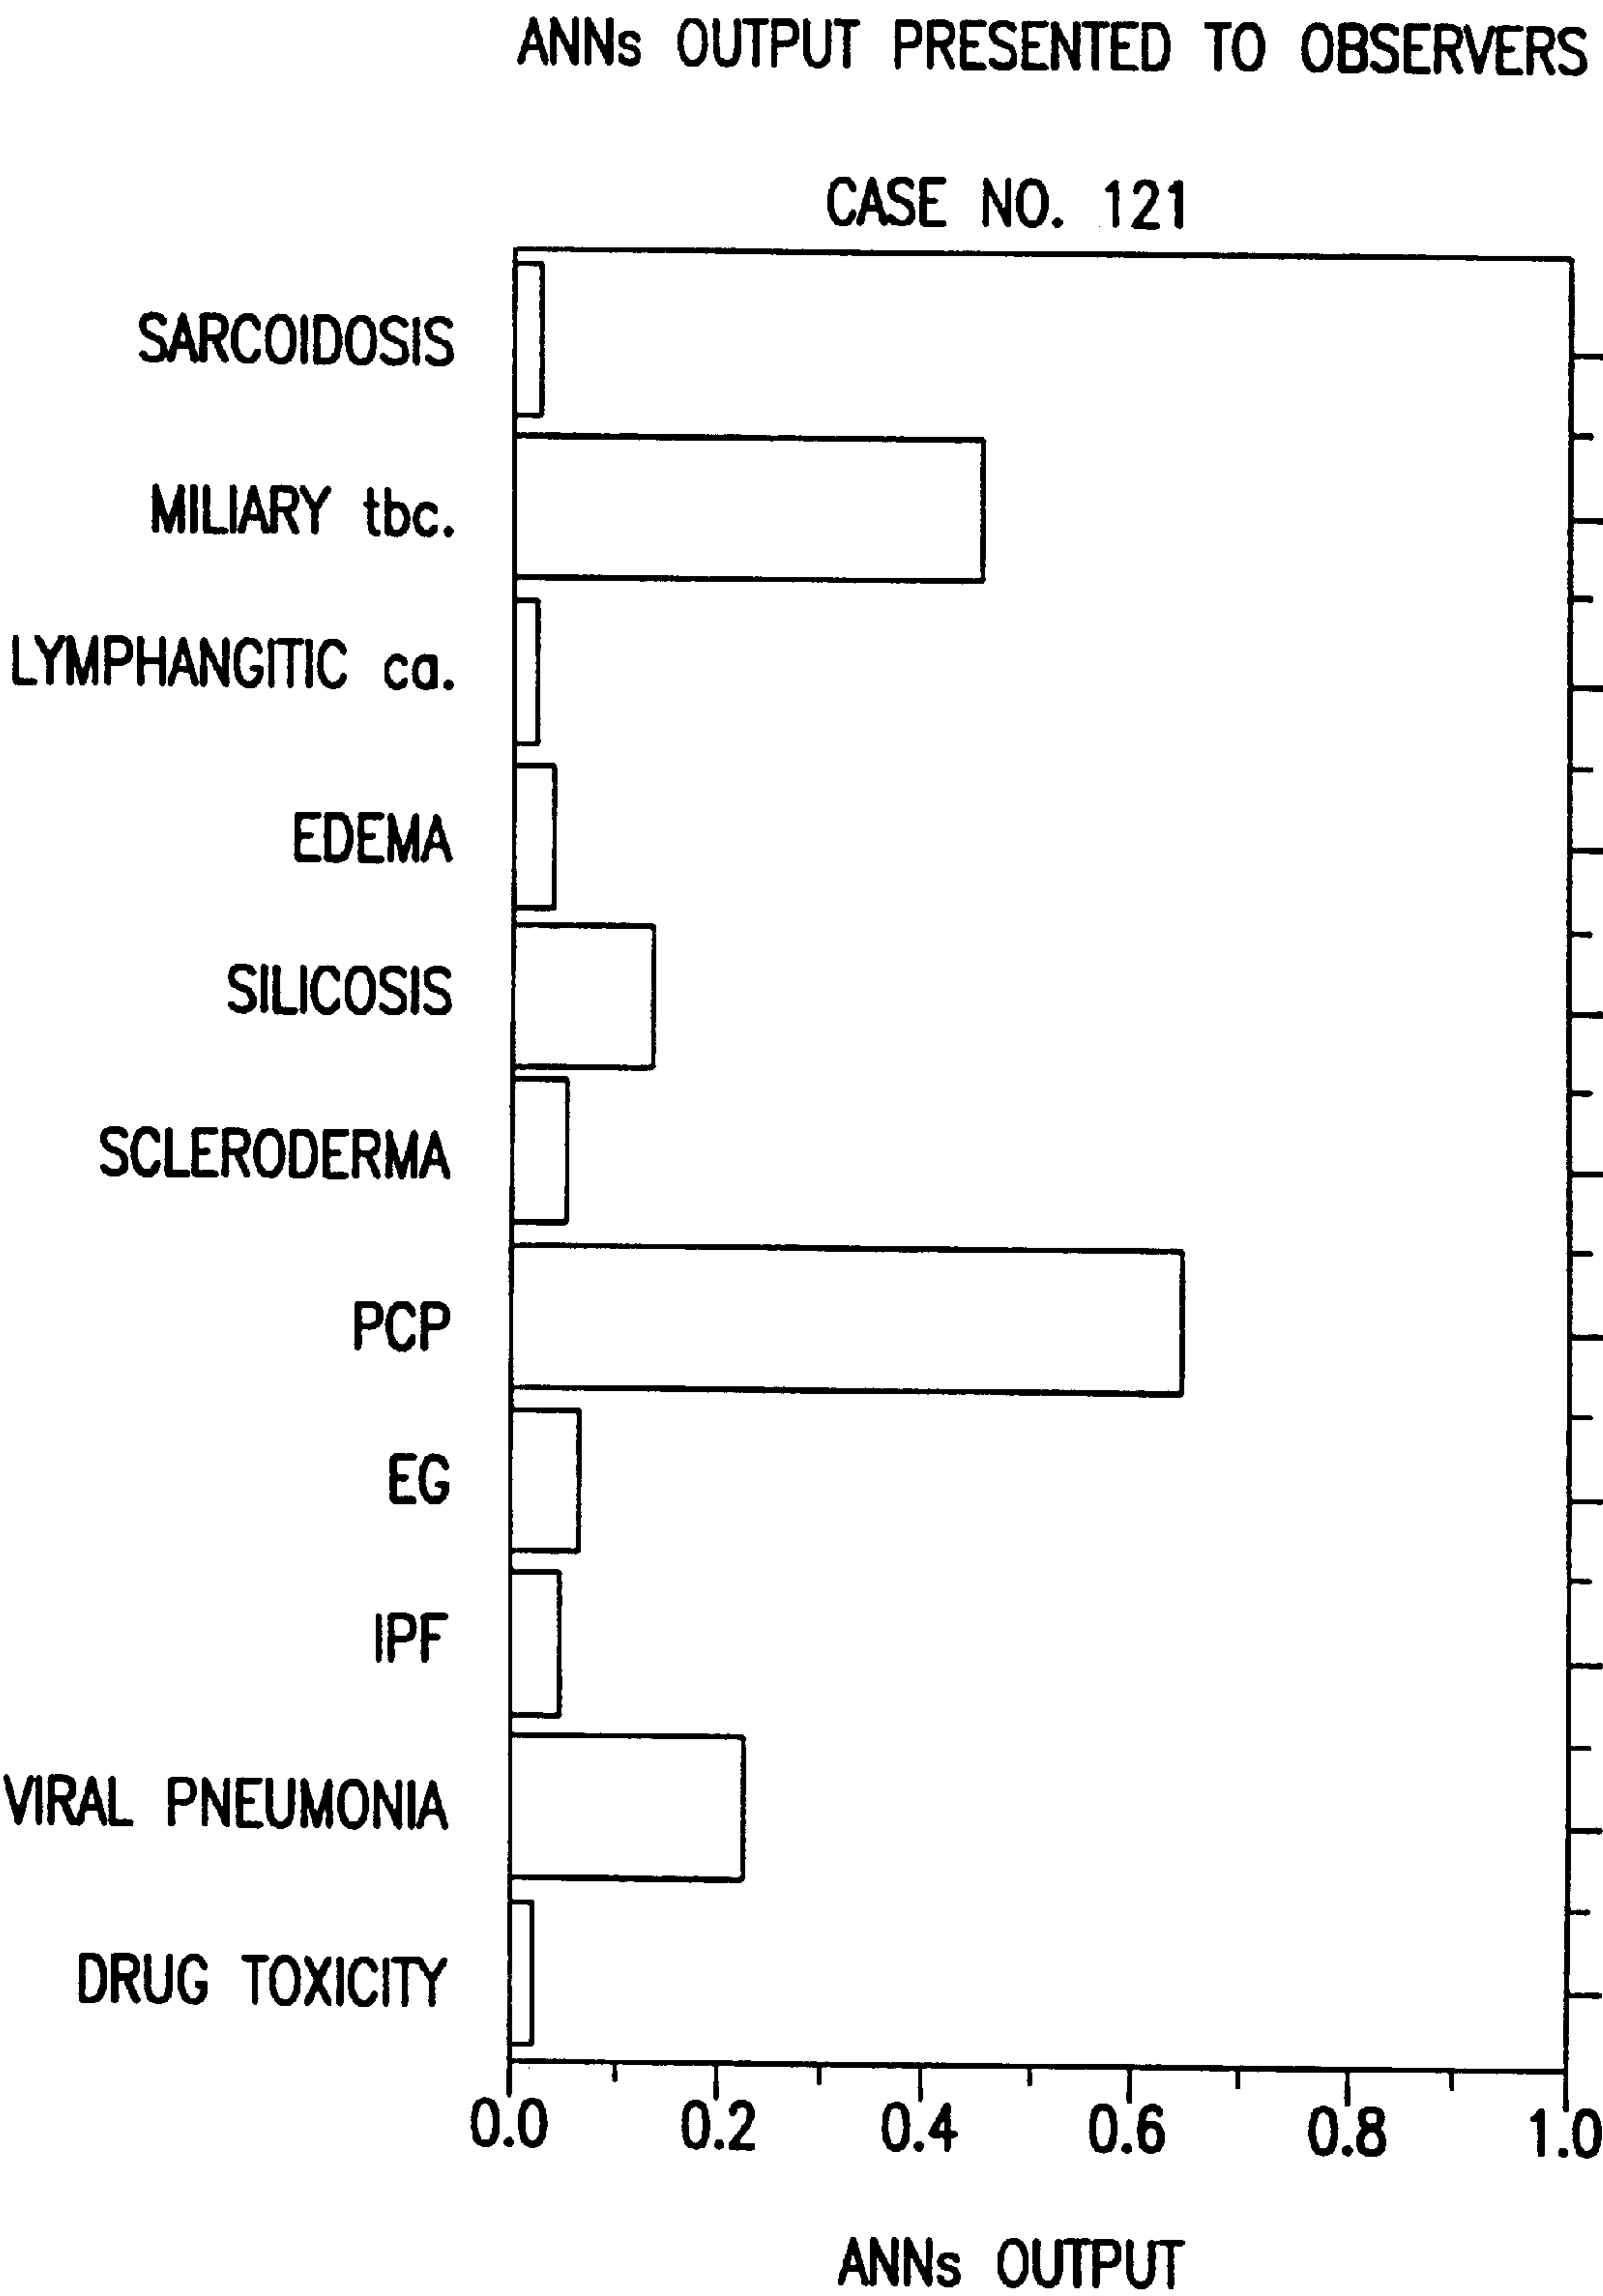 ANNs OUTPUT PRESENTED TO OBSERVERS
CASE NO. 121
SARCOIDOSIS
MILIARY tbc.
LYMPHANGITIC ca.
EDEMA
SILICOSIS
SCLERODERMA
PCP
EG
IPF
VIRAL PNEUMONIA
DRUG TOXICITY
0.0 0.2 0.4 0.6 0.8 1.0
ANNs OUTPUT